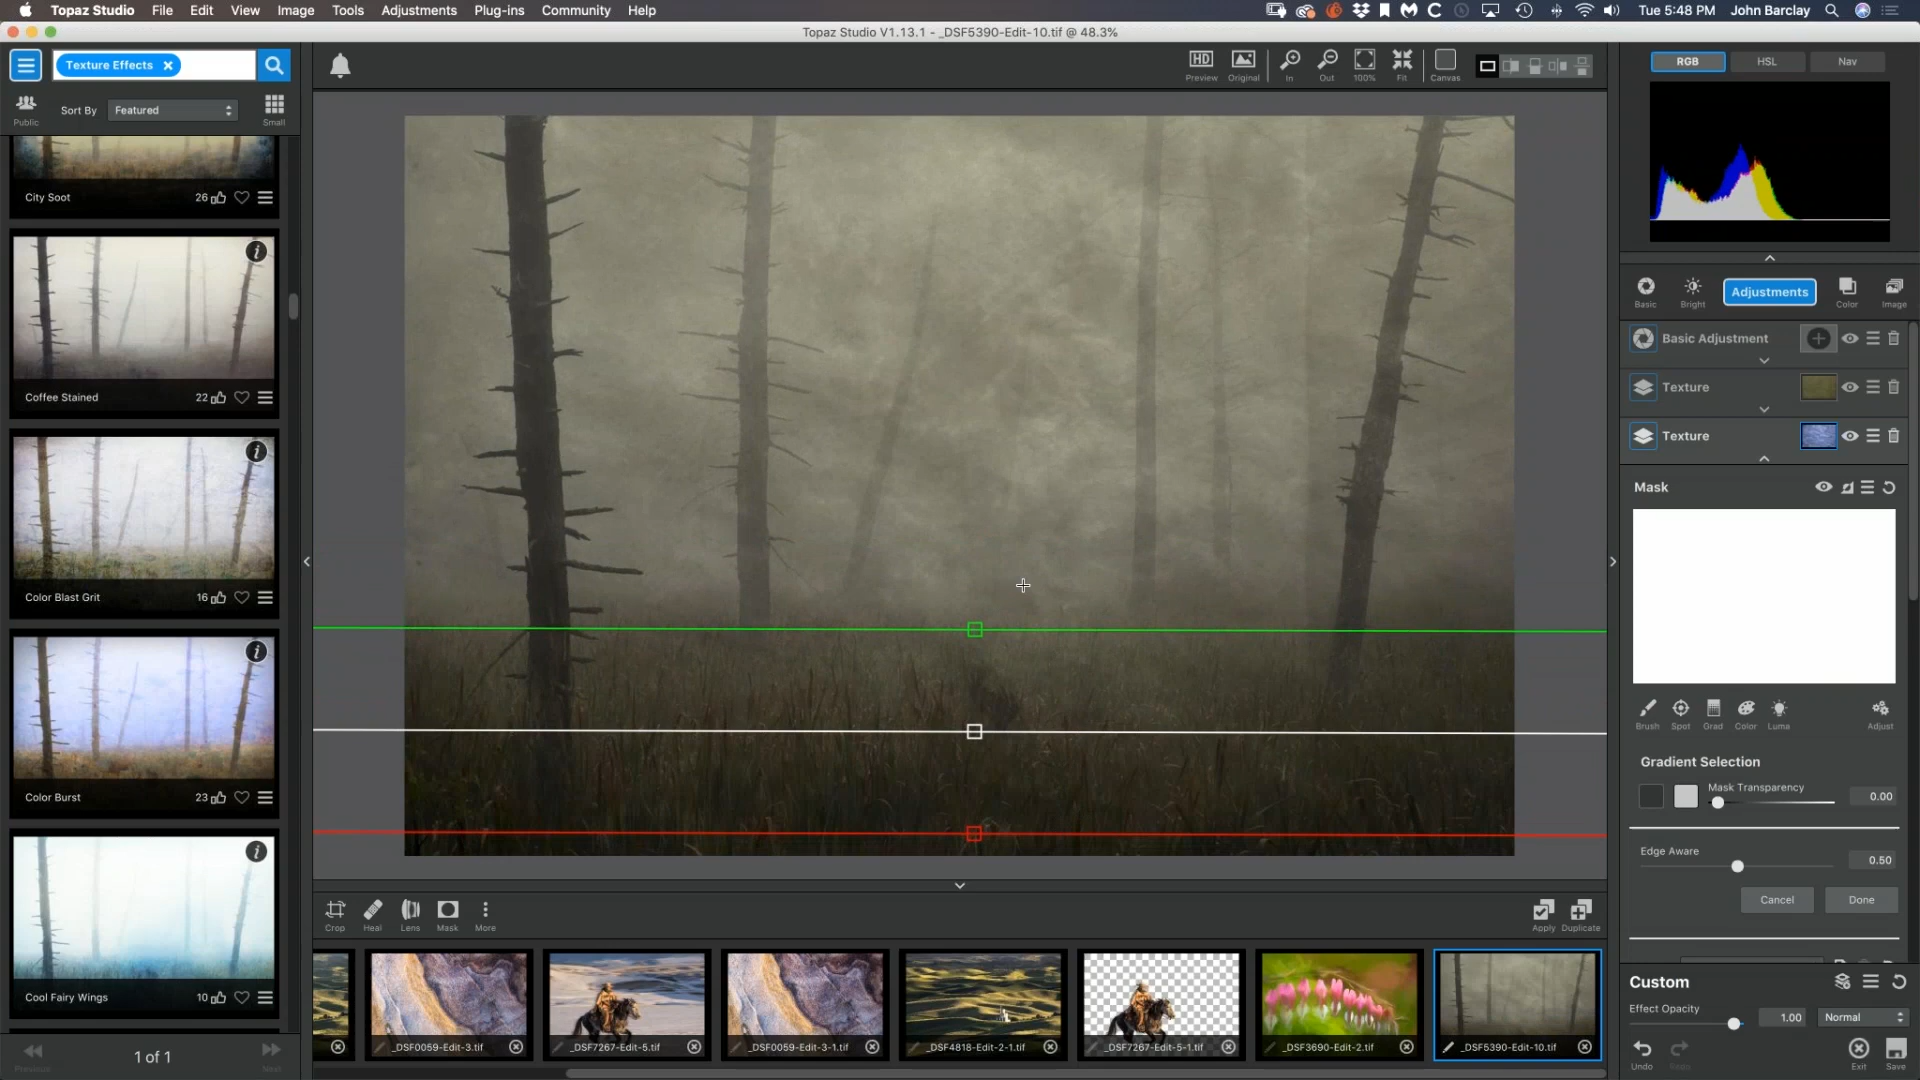 Topaz Studio File Edit View Image Tools Adjustments Plug-ins Community Help Tue 5:48 PM John Barclay
Topaz Studio V1.13.1 - _DSF5390-Edit-10.tif @ 48.3%
Texture Effects
Public
Sort By Featured
Small
City Soot 26
Coffee Stained 22
Color Blast Grit 16
Color Burst 23
Cool Fairy Wings 10
Previous 1 of 1 Next
HD
Preview Original In Out 100% Fit Canvas
RGB HSL Nav
Basic Bright Adjustments Color Image
Basic Adjustment
Texture
Texture
Mask
Brush Spot Grad Color Luma Adjust
Gradient Selection
Mask Transparency 0.00
Edge Aware 0.50
Cancel Done
Custom
Effect Opacity 1.00 Normal
Undo Exit Save
Crop Heal Lens Mask More Apply Duplicate
_DSF0059-Edit-3.tif _DSF7267-Edit-5.tif _DSF0059-Edit-3-1.tif _DSF4818-Edit-2-1.tif _DSF7267-Edit-5-1.tif _DSF3690-Edit-2.tif _DSF5390-Edit-10.tif